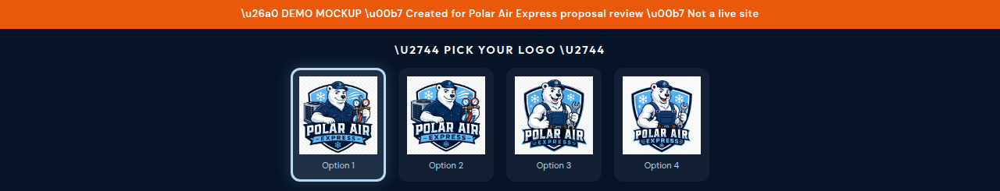 \u26a0 DEMO MOCKUP \u00b7 Created for Polar Air Express proposal review \u00b7 Not a live site
\U2744 PICK YOUR LOGO \U2744
POLAR AIR
EXPRESS
Option 1
POLAR AIR
EXPRESS
Option 2
POLAR AIR
EXPRESS
Option 3
POLAR AIR
EXPRESS
Option 4